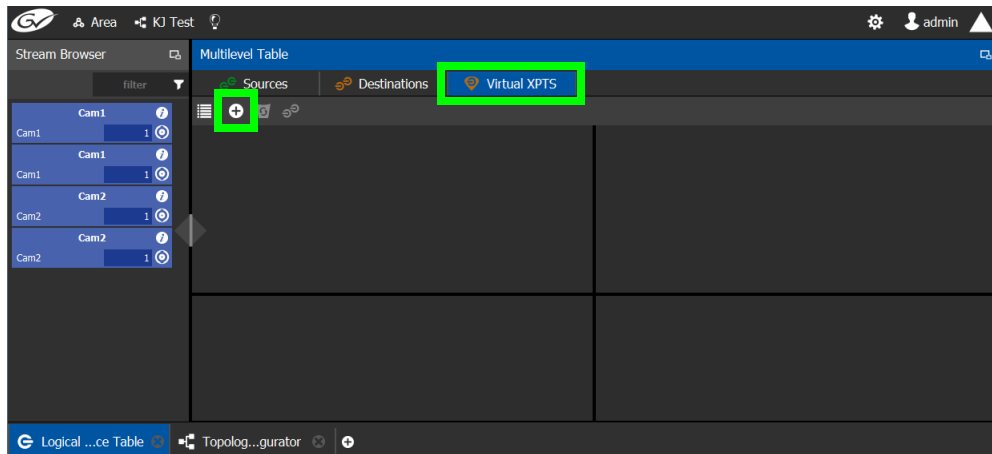 GV Area KJ Test admin
Stream Browser
Multilevel Table
filter
Sources Destinations Virtual XPTS
Cam1
Cam1 1
Cam1
Cam1 1
Cam2
Cam2 1
Cam2
Cam2 1
Logical ...ce Table Topolog...gurator